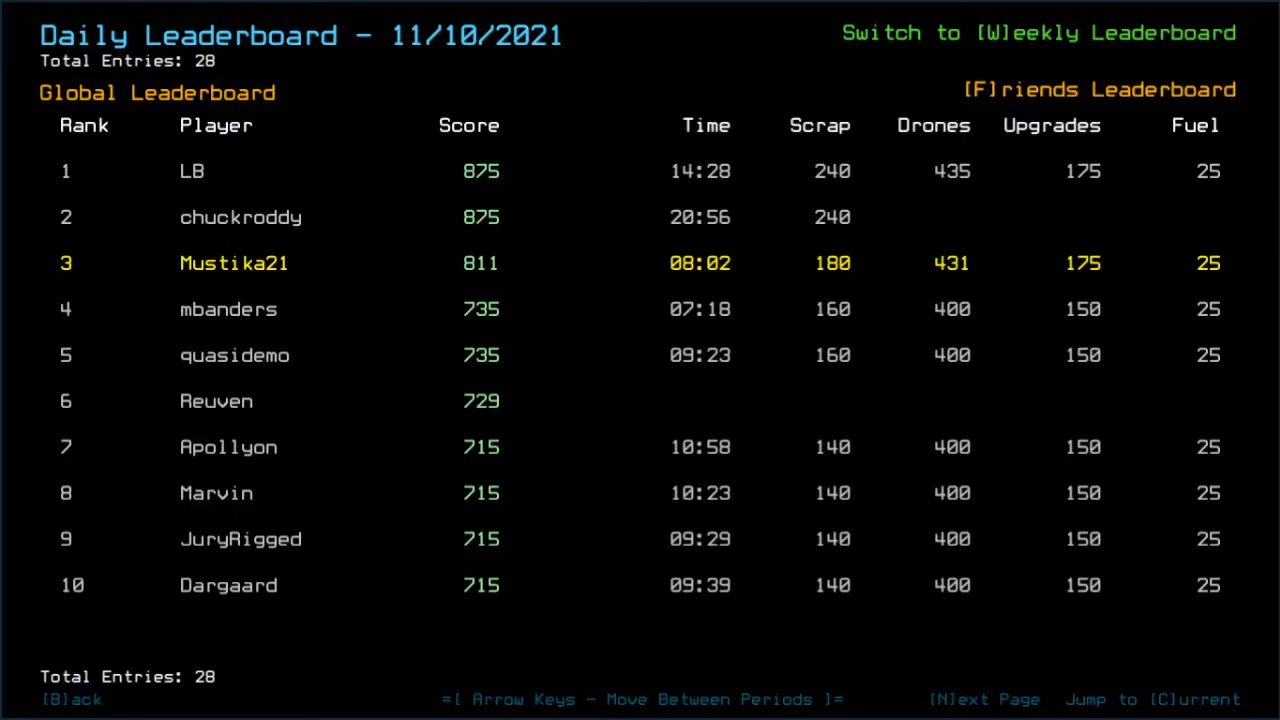 Daily Leaderboard - 11/10/2021 Switch to [W]eekly Leaderboard
Total Entries: 28
Global Leaderboard [F]riends Leaderboard
Rank Player Score Time Scrap Drones Upgrades Fuel
1 LB 875 14:28 240 435 175 25
2 chuckroddy 875 20:56 240
3 Mustika21 811 08:02 180 431 175 25
4 mbanders 735 07:18 160 400 150 25
5 quasidemo 735 09:23 160 400 150 25
6 Reuven 729
7 Apollyon 715 10:58 140 400 150 25
8 Marvin 715 10:23 140 400 150 25
9 JuryRigged 715 09:29 140 400 150 25
10 Dargaard 715 09:39 140 400 150 25
Total Entries: 28
[B]ack =[ Arrow Keys - Move Between Periods ]= [N]ext Page Jump to [C]urrent